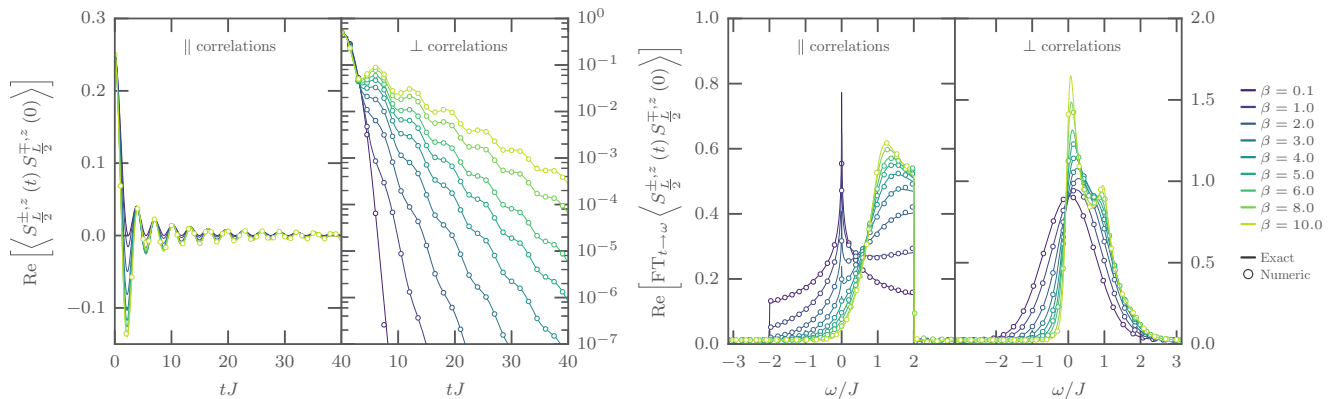 ∥ correlations
⊥ correlations
0.3
0.2
0.1
0.0
−0.1
10^0
10^−1
10^−2
10^−3
10^−4
10^−5
10^−6
10^−7
0 10 20 30 40 10 20 30 40
tJ tJ
Re [⟨S^{±,z}_{L/2} (t) S^{∓,z}_{L/2} (0)⟩]
∥ correlations
⊥ correlations
1.0
0.8
0.6
0.4
0.2
0.0
2.0
1.5
1.0
0.5
0.0
−3 −2 −1 0 1 2 −2 −1 0 1 2 3
ω/J ω/J
Re [FT_{t→ω} ⟨S^{±,z}_{L/2} (t) S^{∓,z}_{L/2} (0)⟩]
β = 0.1
β = 1.0
β = 2.0
β = 3.0
β = 4.0
β = 5.0
β = 6.0
β = 8.0
β = 10.0
Exact
Numeric